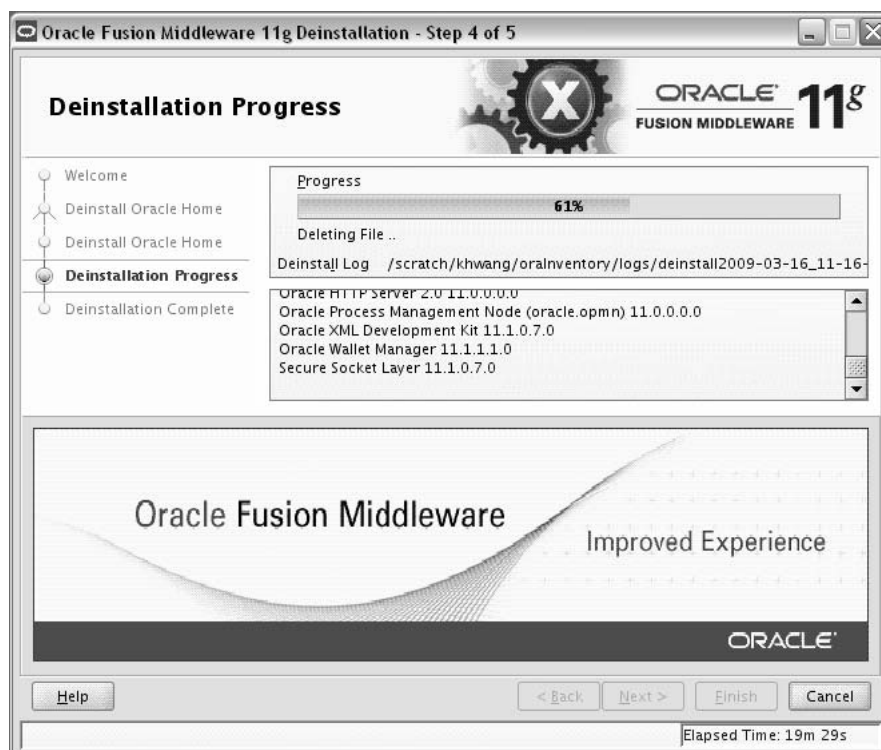 Oracle Fusion Middleware 11g Deinstallation - Step 4 of 5
Deinstallation Progress
ORACLE
FUSION MIDDLEWARE
11g
Welcome
Deinstall Oracle Home
Deinstall Oracle Home
Deinstallation Progress
Deinstallation Complete
Progress
61%
Deleting File ..
Deinstall Log /scratch/khwang/oraInventory/logs/deinstall2009-03-16_11-16-
Oracle HTTP Server 2.0 11.0.0.0.0
Oracle Process Management Node (oracle.opmn) 11.0.0.0.0
Oracle XML Development Kit 11.1.0.7.0
Oracle Wallet Manager 11.1.1.1.0
Secure Socket Layer 11.1.0.7.0
Oracle Fusion Middleware
Improved Experience
ORACLE
Help
< Back
Next >
Finish
Cancel
Elapsed Time: 19m 29s